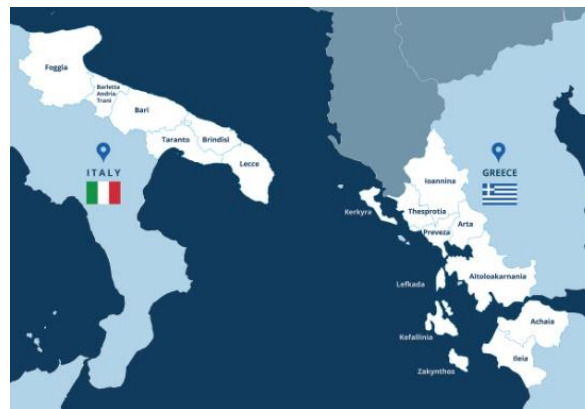 Foggia
Barletta
Andria
Trani
Bari
Taranto
Brindisi
Lecce
ITALY
GREECE
Ioannina
Kerkyra
Thesprotia
Arta
Preveza
Lefkada
Aitoloakarnania
Kefallinia
Achaia
Ileia
Zakynthos